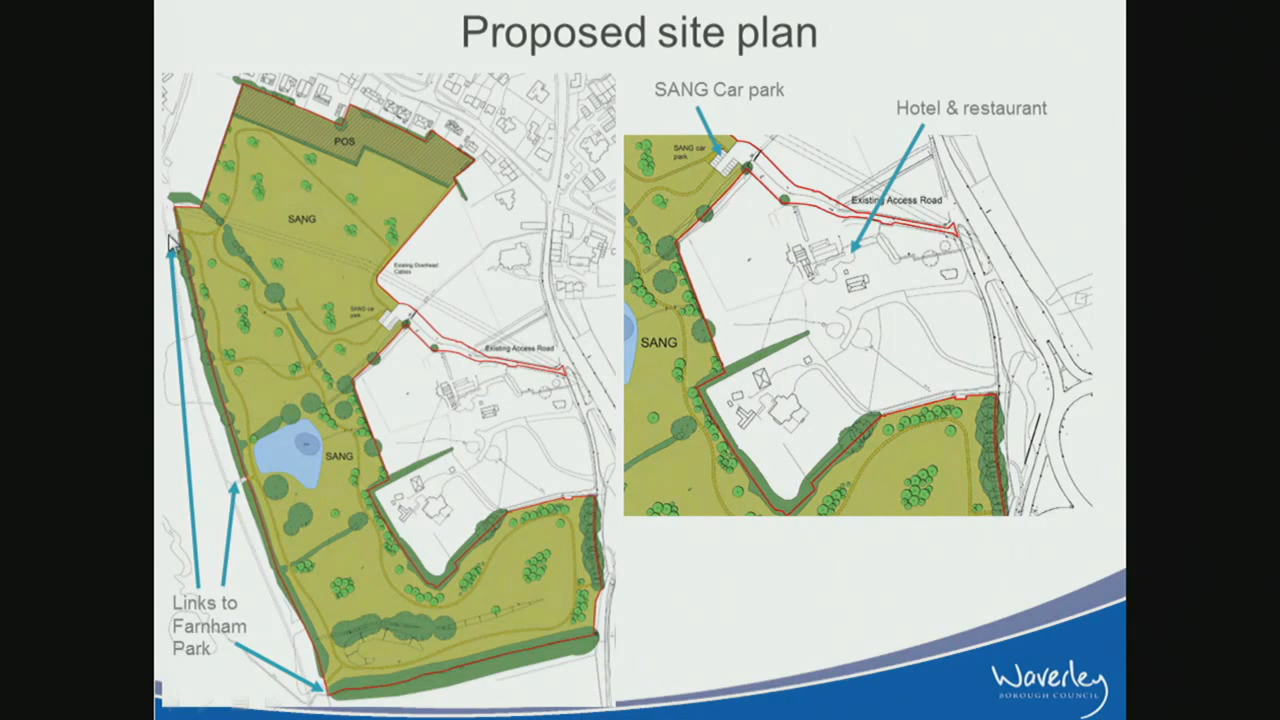 Proposed site plan
POS
SANG
Existing Overhead
Cables
SANG car
park
Existing Access Road
SANG
Links to
Farnham
Park
SANG Car park
Hotel & restaurant
SANG car
park
Existing Access Road
SANG
Waverley
BOROUGH COUNCIL